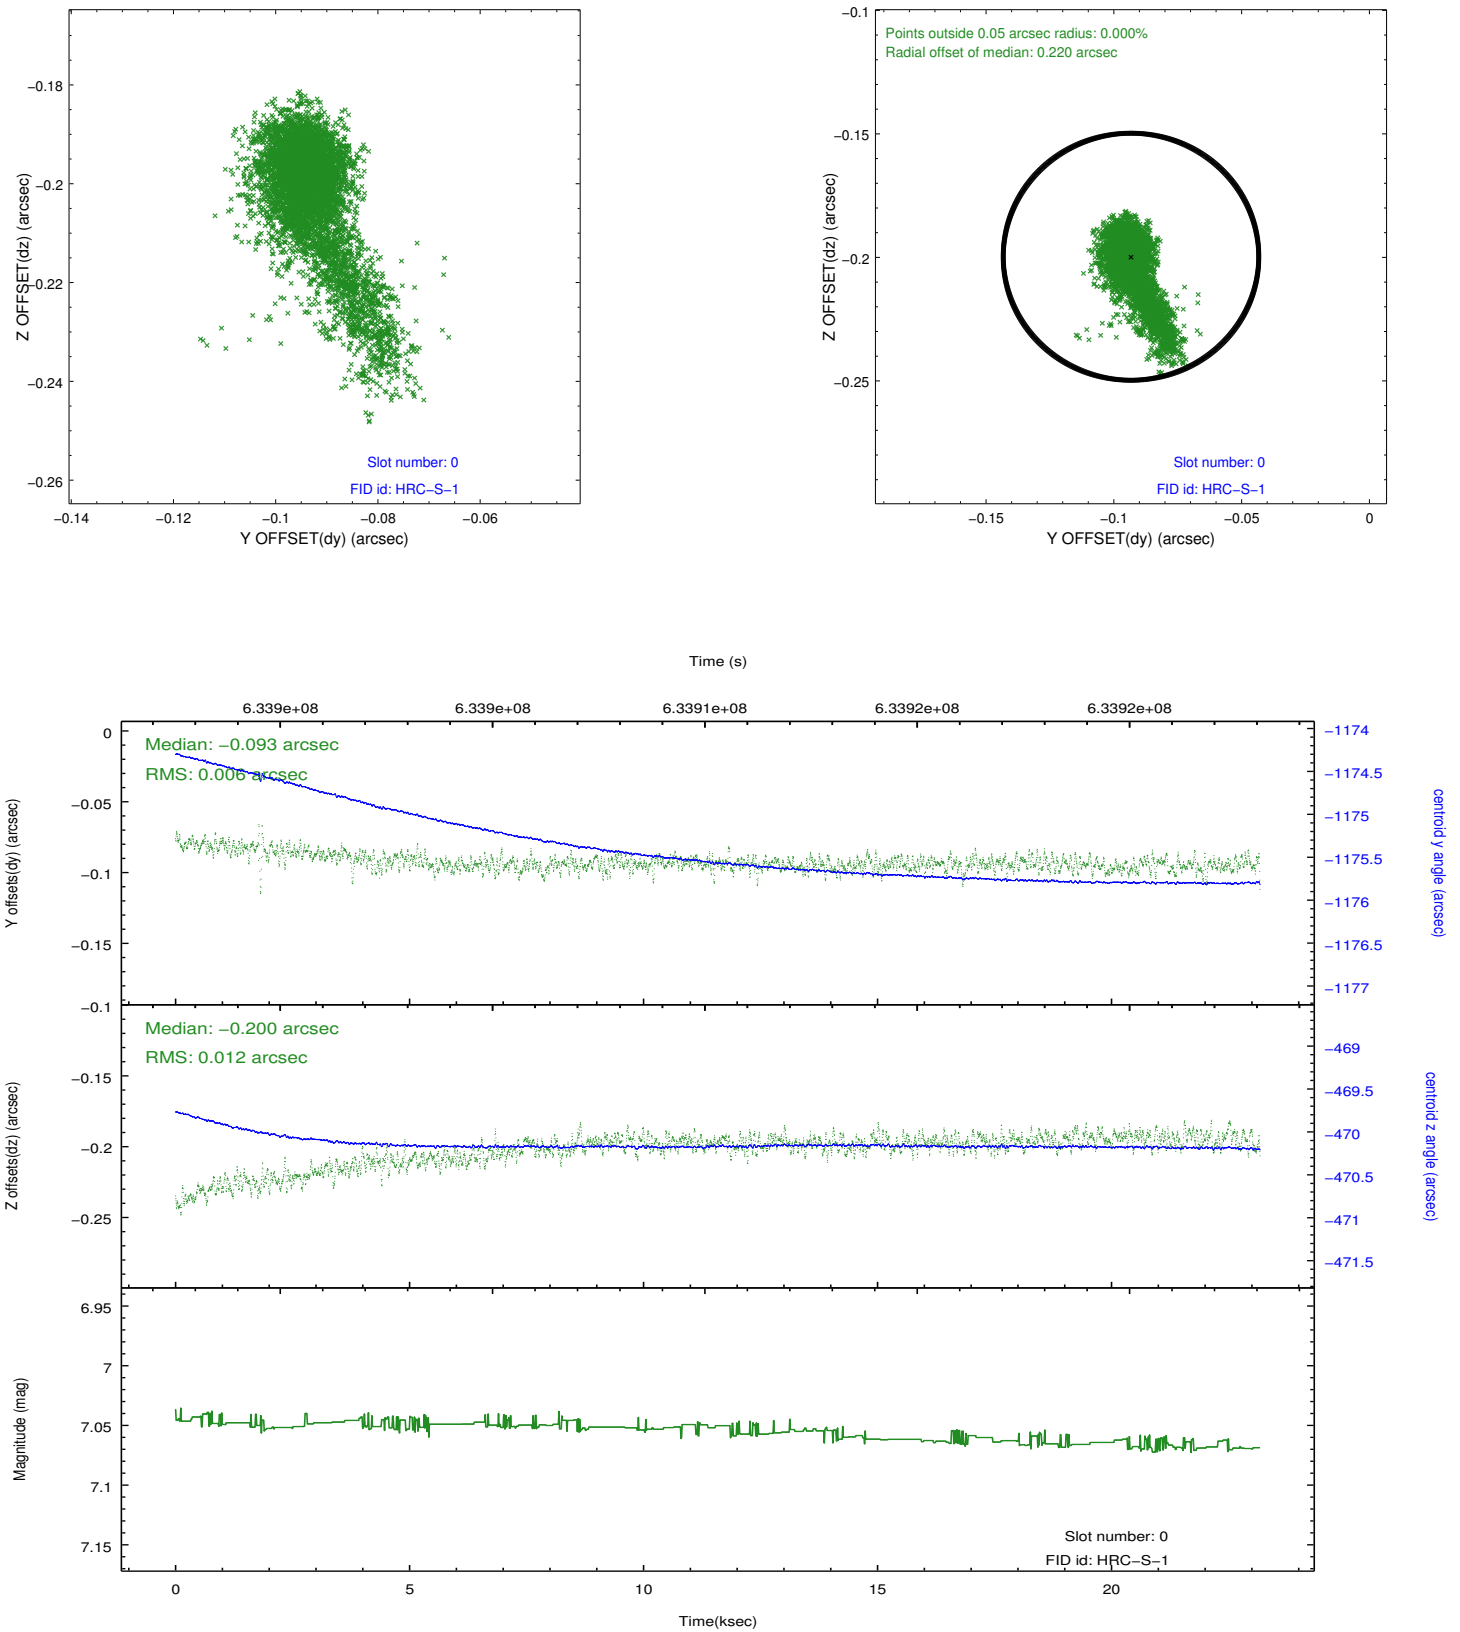 −0.18
−0.2
−0.22
−0.24
−0.26
Z OFFSET(dz) (arcsec)
Slot number: 0
FID id: HRC−S−1
−0.14 −0.12 −0.1 −0.08 −0.06
Y OFFSET(dy) (arcsec)
−0.1
Points outside 0.05 arcsec radius: 0.000%
Radial offset of median: 0.220 arcsec
−0.15
−0.2
−0.25
Z OFFSET(dz) (arcsec)
Slot number: 0
FID id: HRC−S−1
−0.15 −0.1 −0.05 0
Y OFFSET(dy) (arcsec)
Time (s)
6.339e+08 6.339e+08 6.3391e+08 6.3392e+08 6.3392e+08
0
−0.05
−0.1
−0.15
Y offsets(dy) (arcsec)
Median: −0.093 arcsec
RMS: 0.006 arcsec
−1174
−1174.5
−1175
−1175.5
−1176
−1176.5
−1177
centroid y angle (arcsec)
−0.1
−0.15
−0.2
−0.25
Z offsets(dz) (arcsec)
Median: −0.200 arcsec
RMS: 0.012 arcsec
−469
−469.5
−470
−470.5
−471
−471.5
centroid z angle (arcsec)
6.95
7
7.05
7.1
7.15
Magnitude (mag)
Slot number: 0
FID id: HRC−S−1
0 5 10 15 20
Time(ksec)